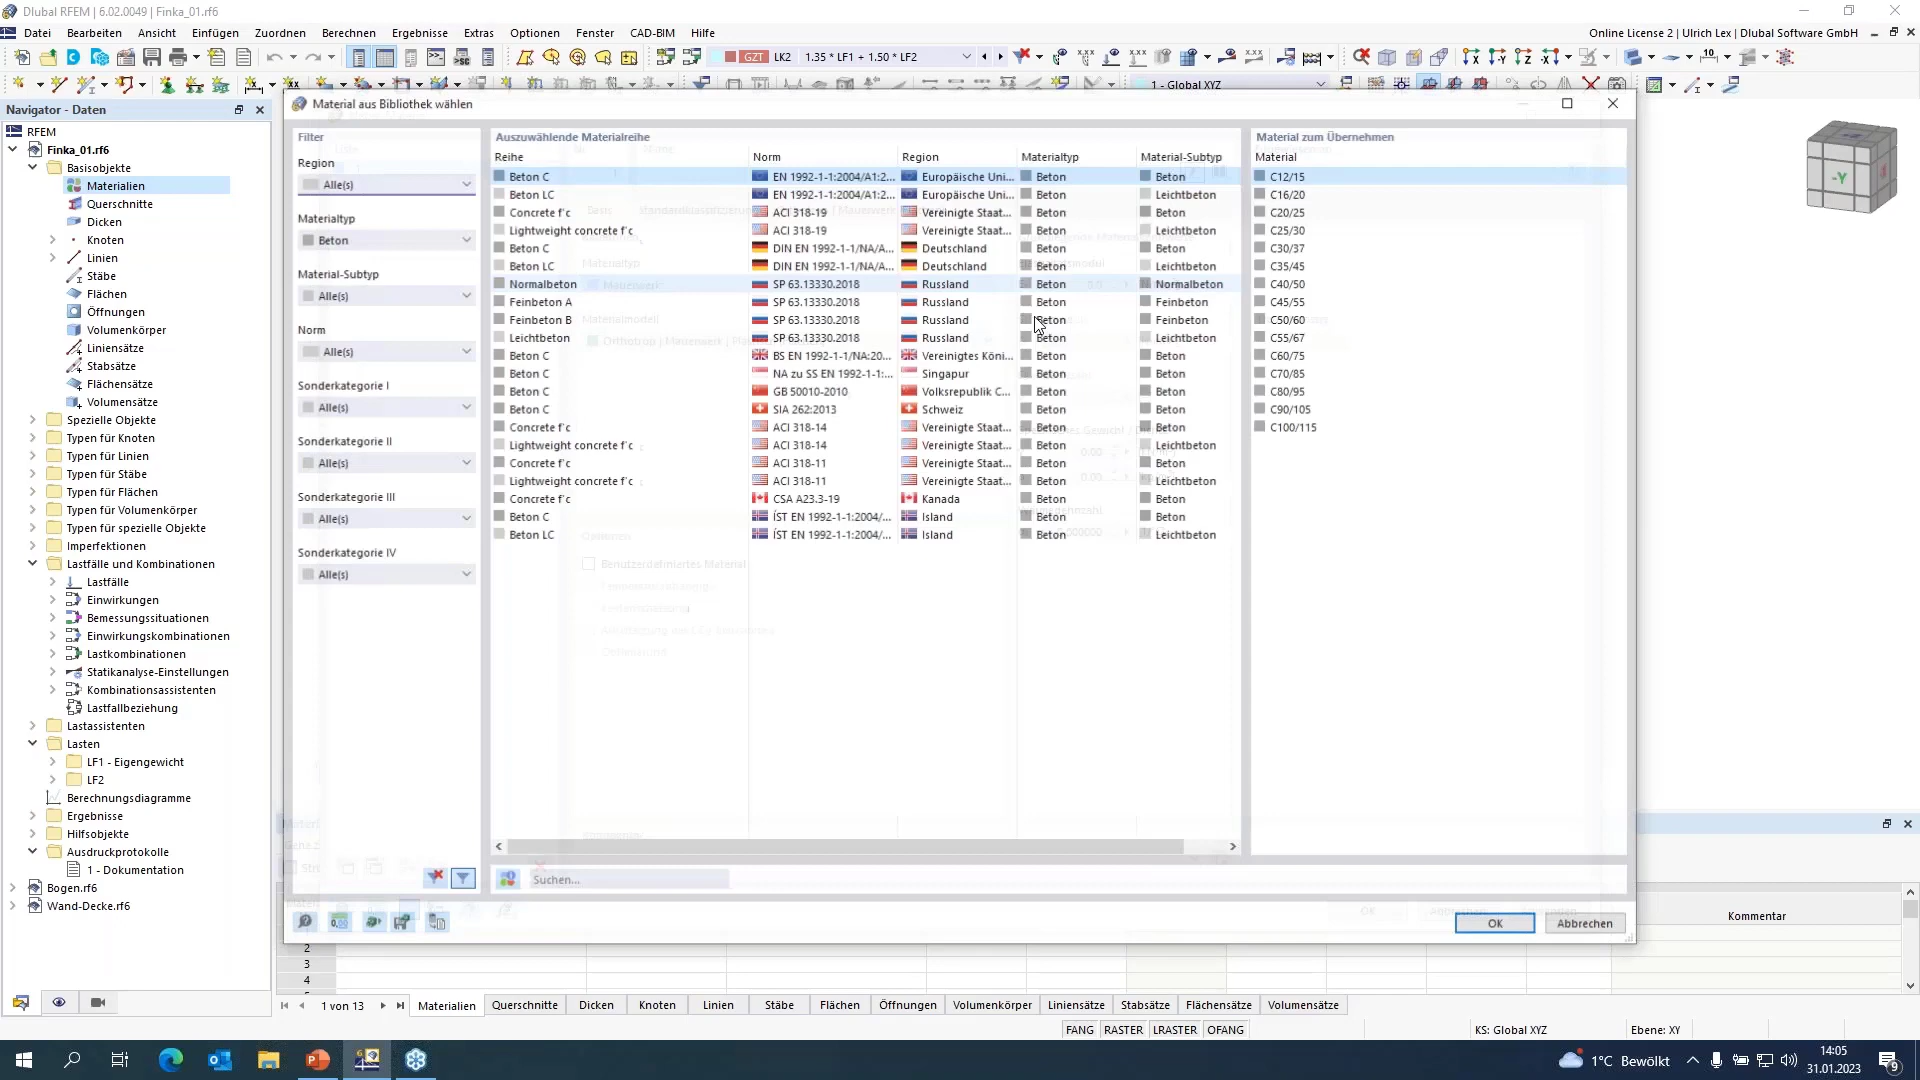 Dlubal RFEM | 6.02.0049 | Finka_01.rf6
Datei Bearbeiten Ansicht Einfügen Zuordnen Berechnen Ergebnisse Extras Optionen Fenster CAD-BIM Hilfe
Online License 2 | Ulrich Lex | Dlubal Software GmbH
GZT LK2 1.35 * LF1 + 1.50 * LF2
1 - Global XYZ
Navigator - Daten
RFEM
Finka_01.rf6
Basisobjekte
Materialien
Querschnitte
Dicken
Knoten
Linien
Stäbe
Flächen
Öffnungen
Volumenkörper
Liniensätze
Stabsätze
Flächensätze
Volumensätze
Spezielle Objekte
Typen für Knoten
Typen für Linien
Typen für Stäbe
Typen für Flächen
Typen für Volumenkörper
Typen für spezielle Objekte
Imperfektionen
Lastfälle und Kombinationen
Lastfälle
Einwirkungen
Bemessungssituationen
Einwirkungskombinationen
Lastkombinationen
Statikanalyse-Einstellungen
Kombinationsassistenten
Lastfallbeziehung
Lastassistenten
Lasten
LF1 - Eigengewicht
LF2
Berechnungsdiagramme
Ergebnisse
Hilfsobjekte
Ausdruckprotokolle
1 - Dokumentation
Bogen.rf6
Wand-Decke.rf6
Material aus Bibliothek wählen
Filter
Region
Alle(s)
Materialtyp
Beton
Material-Subtyp
Alle(s)
Norm
Alle(s)
Sonderkategorie I
Alle(s)
Sonderkategorie II
Alle(s)
Sonderkategorie III
Alle(s)
Sonderkategorie IV
Alle(s)
Auszuwählende Materialreihe
Reihe Norm Region Materialtyp Material-Subtyp
Beton C EN 1992-1-1:2004/A1:2... Europäische Uni... Beton Beton
Beton LC EN 1992-1-1:2004/A1:2... Europäische Uni... Beton Leichtbeton
Concrete f'c ACI 318-19 Vereinigte Staat... Beton Beton
Lightweight concrete f'c ACI 318-19 Vereinigte Staat... Beton Leichtbeton
Beton C DIN EN 1992-1-1/NA/A... Deutschland Beton Beton
Beton LC DIN EN 1992-1-1/NA/A... Deutschland Beton Leichtbeton
Normalbeton SP 63.13330.2018 Russland Beton Normalbeton
Feinbeton A SP 63.13330.2018 Russland Beton Feinbeton
Feinbeton B SP 63.13330.2018 Russland Beton Feinbeton
Leichtbeton SP 63.13330.2018 Russland Beton Leichtbeton
Beton C BS EN 1992-1-1/NA:20... Vereinigtes Köni... Beton Beton
Beton C NA zu SS EN 1992-1-1:... Singapur Beton Beton
Beton C GB 50010-2010 Volksrepublik C... Beton Beton
Beton C SIA 262:2013 Schweiz Beton Beton
Concrete f'c ACI 318-14 Vereinigte Staat... Beton Beton
Lightweight concrete f'c ACI 318-14 Vereinigte Staat... Beton Leichtbeton
Concrete f'c ACI 318-11 Vereinigte Staat... Beton Beton
Lightweight concrete f'c ACI 318-11 Vereinigte Staat... Beton Leichtbeton
Concrete f'c CSA A23.3-19 Kanada Beton Beton
Beton C ÍST EN 1992-1-1:2004/... Island Beton Beton
Beton LC ÍST EN 1992-1-1:2004/... Island Beton Leichtbeton
Benutzerdefiniertes Material
Suchen...
Material zum Übernehmen
Material
C12/15
C16/20
C20/25
C25/30
C30/37
C35/45
C40/50
C45/55
C50/60
C55/67
C60/75
C70/85
C80/95
C90/105
C100/115
OK Abbrechen
-Y
Kommentar
2
3
4
1 von 13 Materialien Querschnitte Dicken Knoten Linien Stäbe Flächen Öffnungen Volumenkörper Liniensätze Stabsätze Flächensätze Volumensätze
FANG RASTER LRASTER OFANG KS: Global XYZ Ebene: XY
1°C Bewölkt
14:05
31.01.2023
9